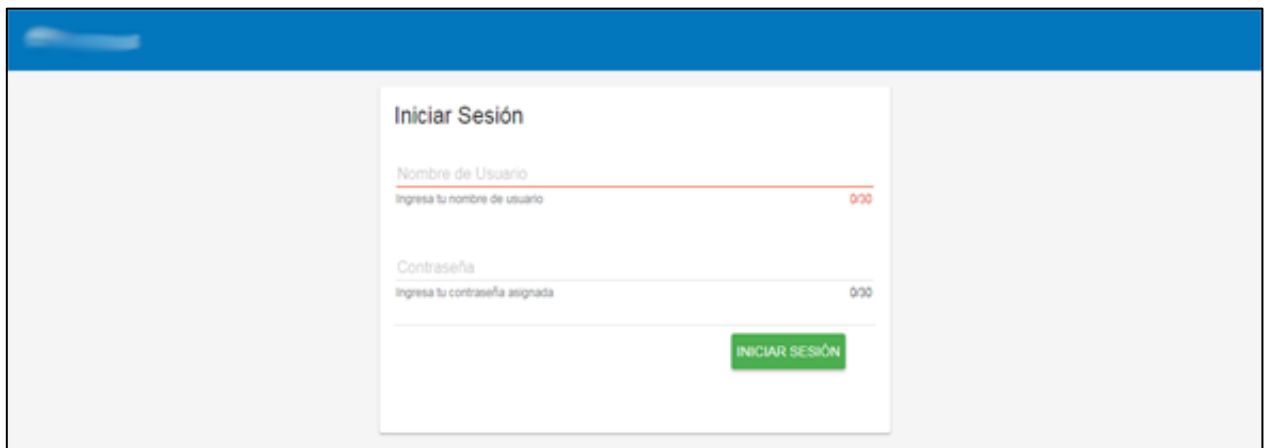 Iniciar Sesión
Nombre de Usuario
Ingresa tu nombre de usuario 0/30
Contraseña
Ingresa tu contraseña asignada 0/30
INICIAR SESIÓN